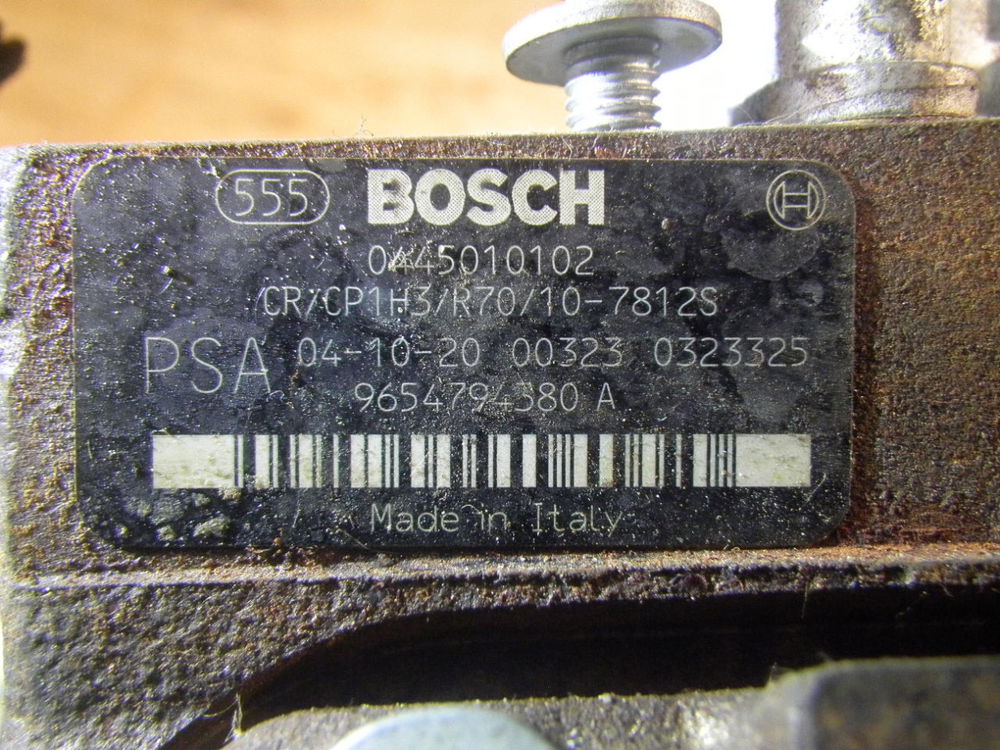 555 BOSCH
0445010102
CR/CP1H3/R70/10-7812S
PSA 04-10-20 00323 0323325
9654794380 A
Made in Italy